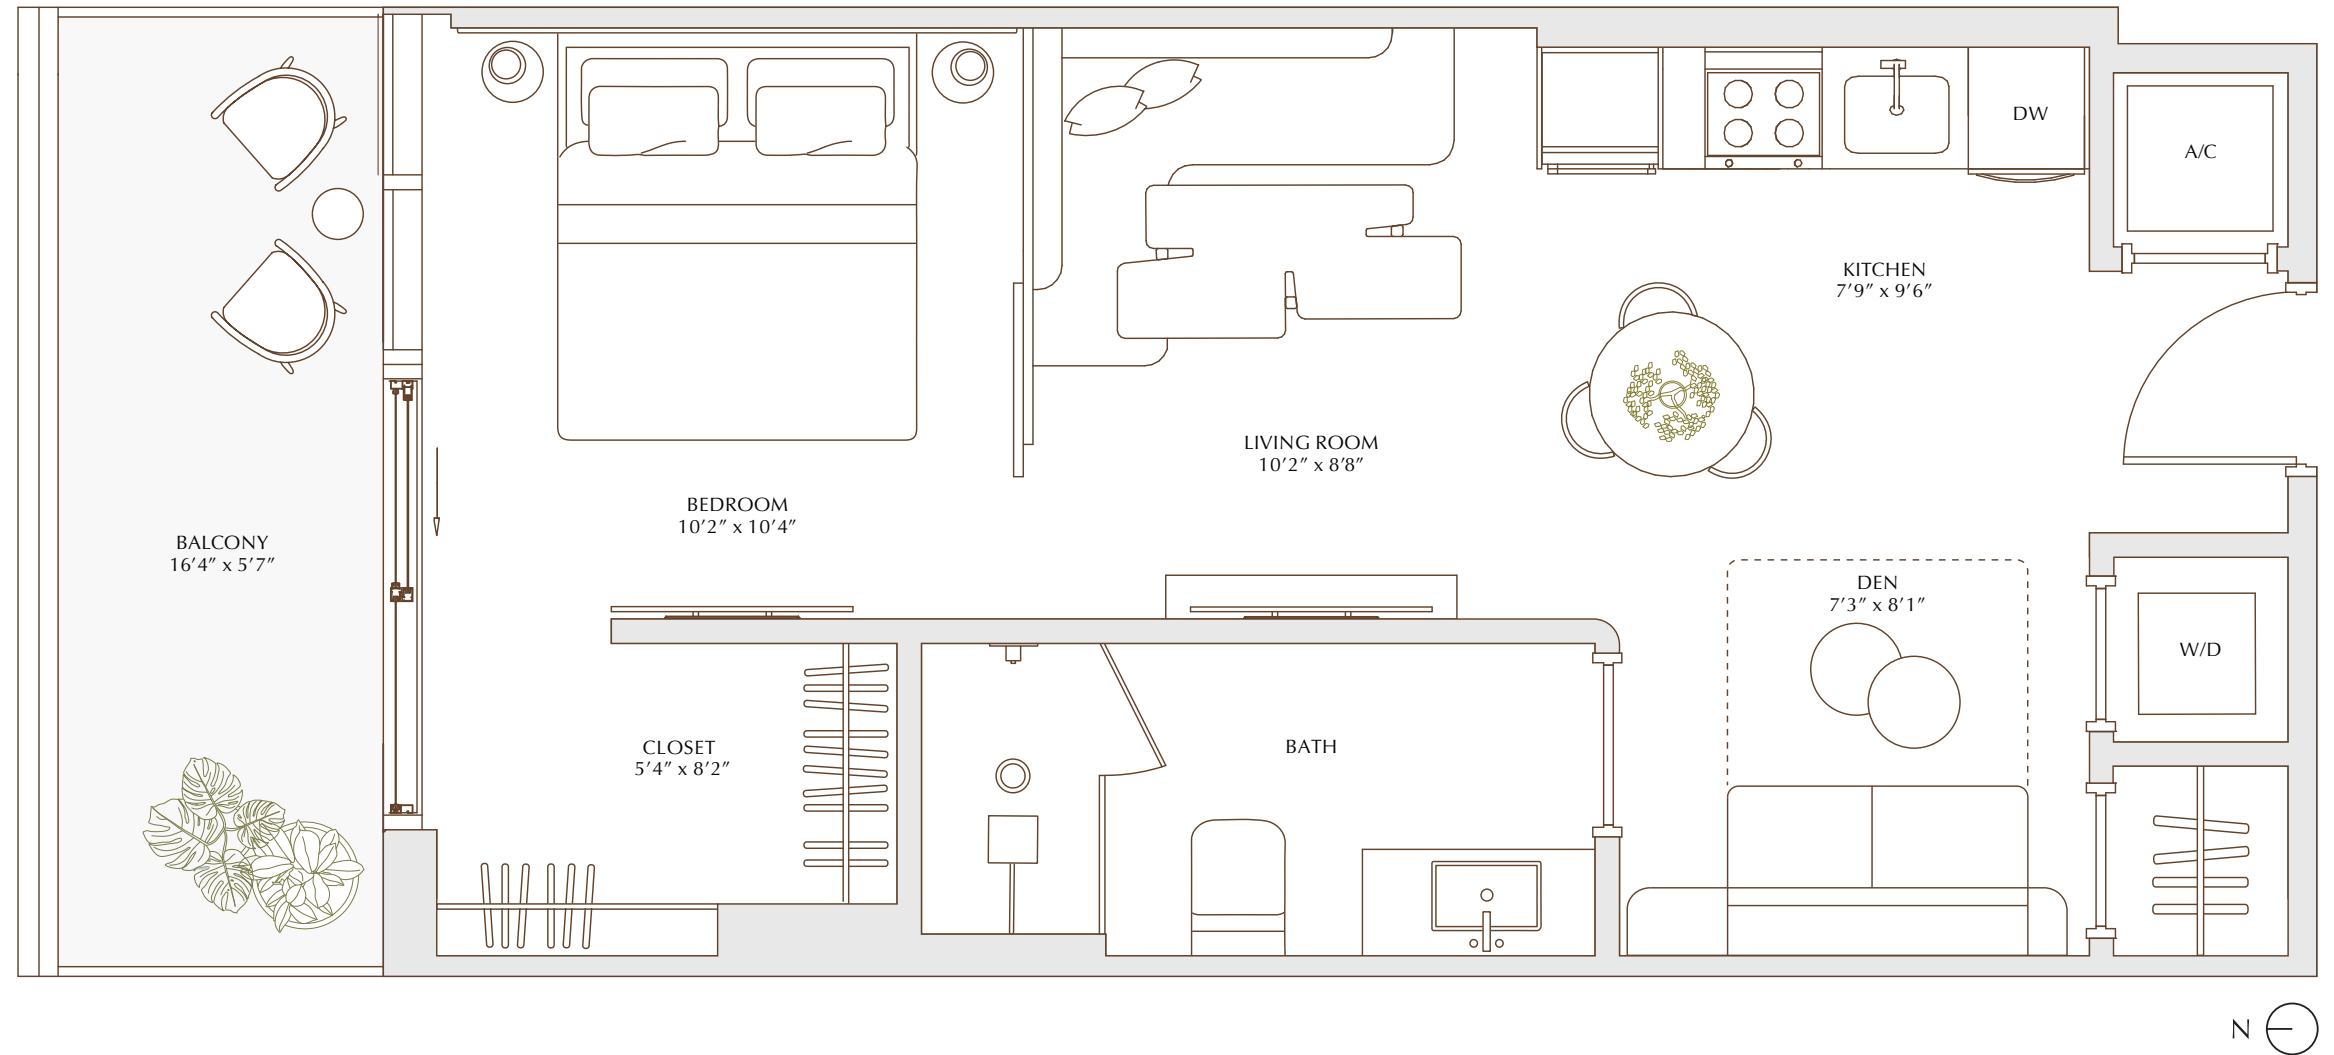 DW
A/C
KITCHEN
7’9” x 9’6”
LIVING ROOM
10’2” x 8’8”
BEDROOM
10’2” x 10’4”
BALCONY
16’4” x 5’7”
DEN
7’3” x 8’1”
W/D
CLOSET
5’4” x 8’2”
BATH
N